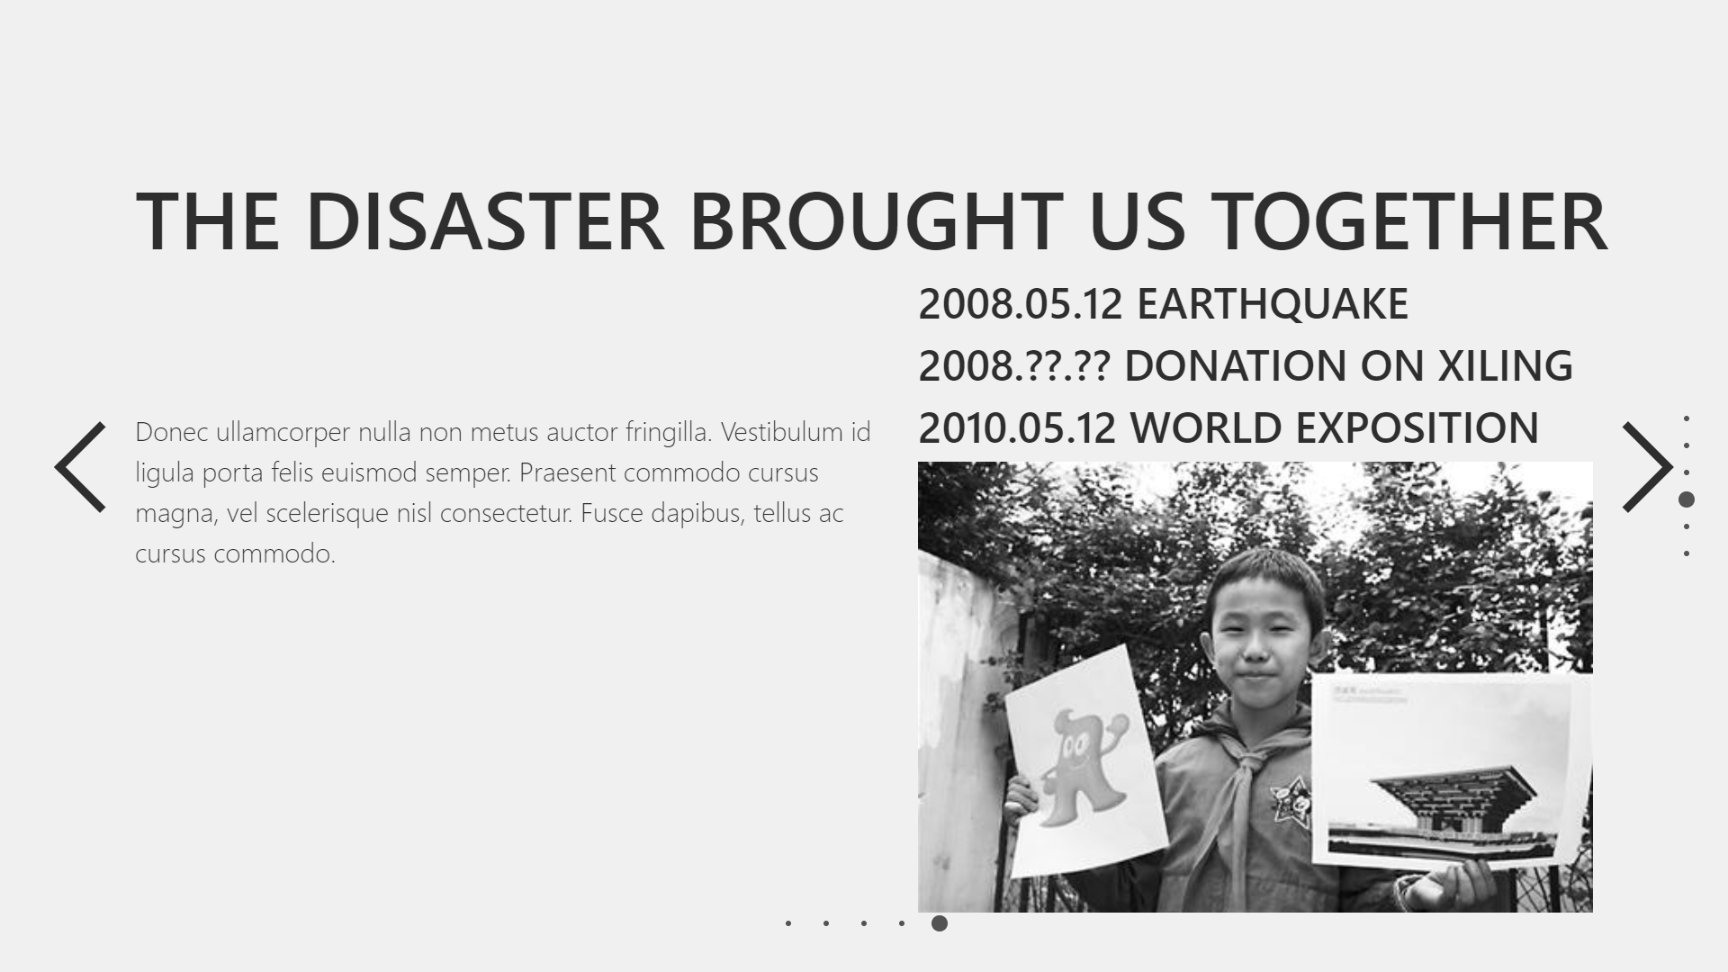 THE DISASTER BROUGHT US TOGETHER
2008.05.12 EARTHQUAKE
2008.??.?? DONATION ON XILING
2010.05.12 WORLD EXPOSITION
Donec ullamcorper nulla non metus auctor fringilla. Vestibulum id
ligula porta felis euismod semper. Praesent commodo cursus
magna, vel scelerisque nisl consectetur. Fusce dapibus, tellus ac
cursus commodo.